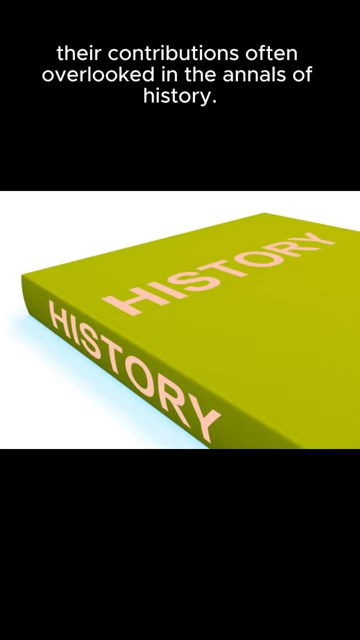 their contributions often
overlooked in the annals of
history.
HISTORY
HISTORY